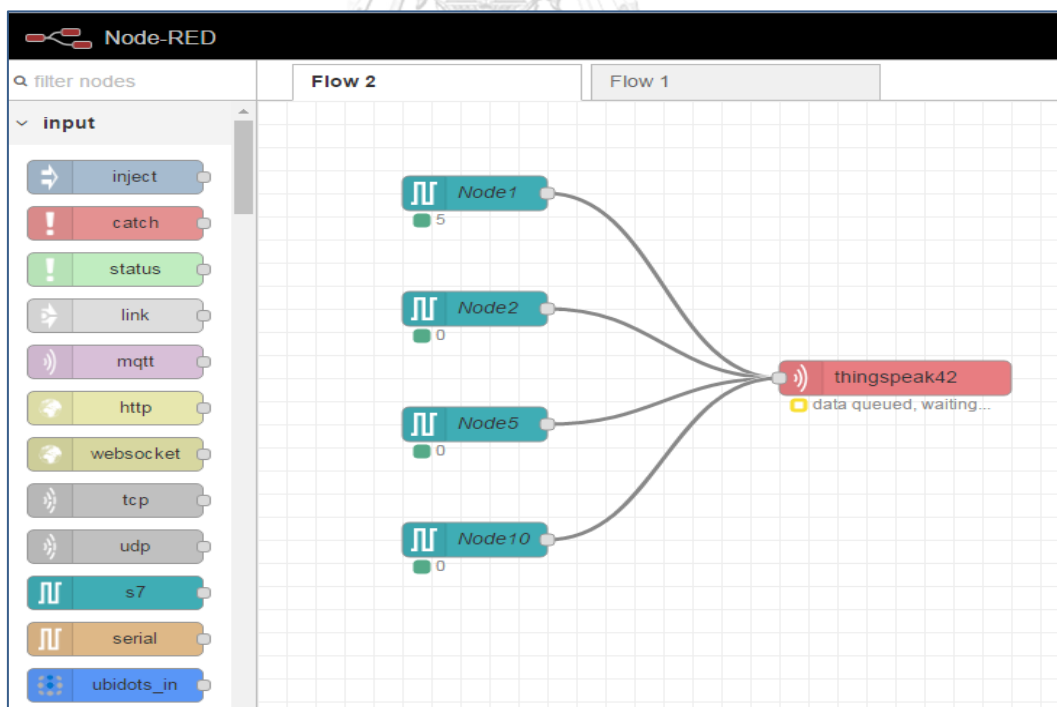 Node-RED
filter nodes
Flow 2
Flow 1
input
inject
catch
status
link
mqtt
http
websocket
tcp
udp
s7
serial
ubidots_in
Node1
5
Node2
0
Node5
0
Node10
0
thingspeak42
data queued, waiting...